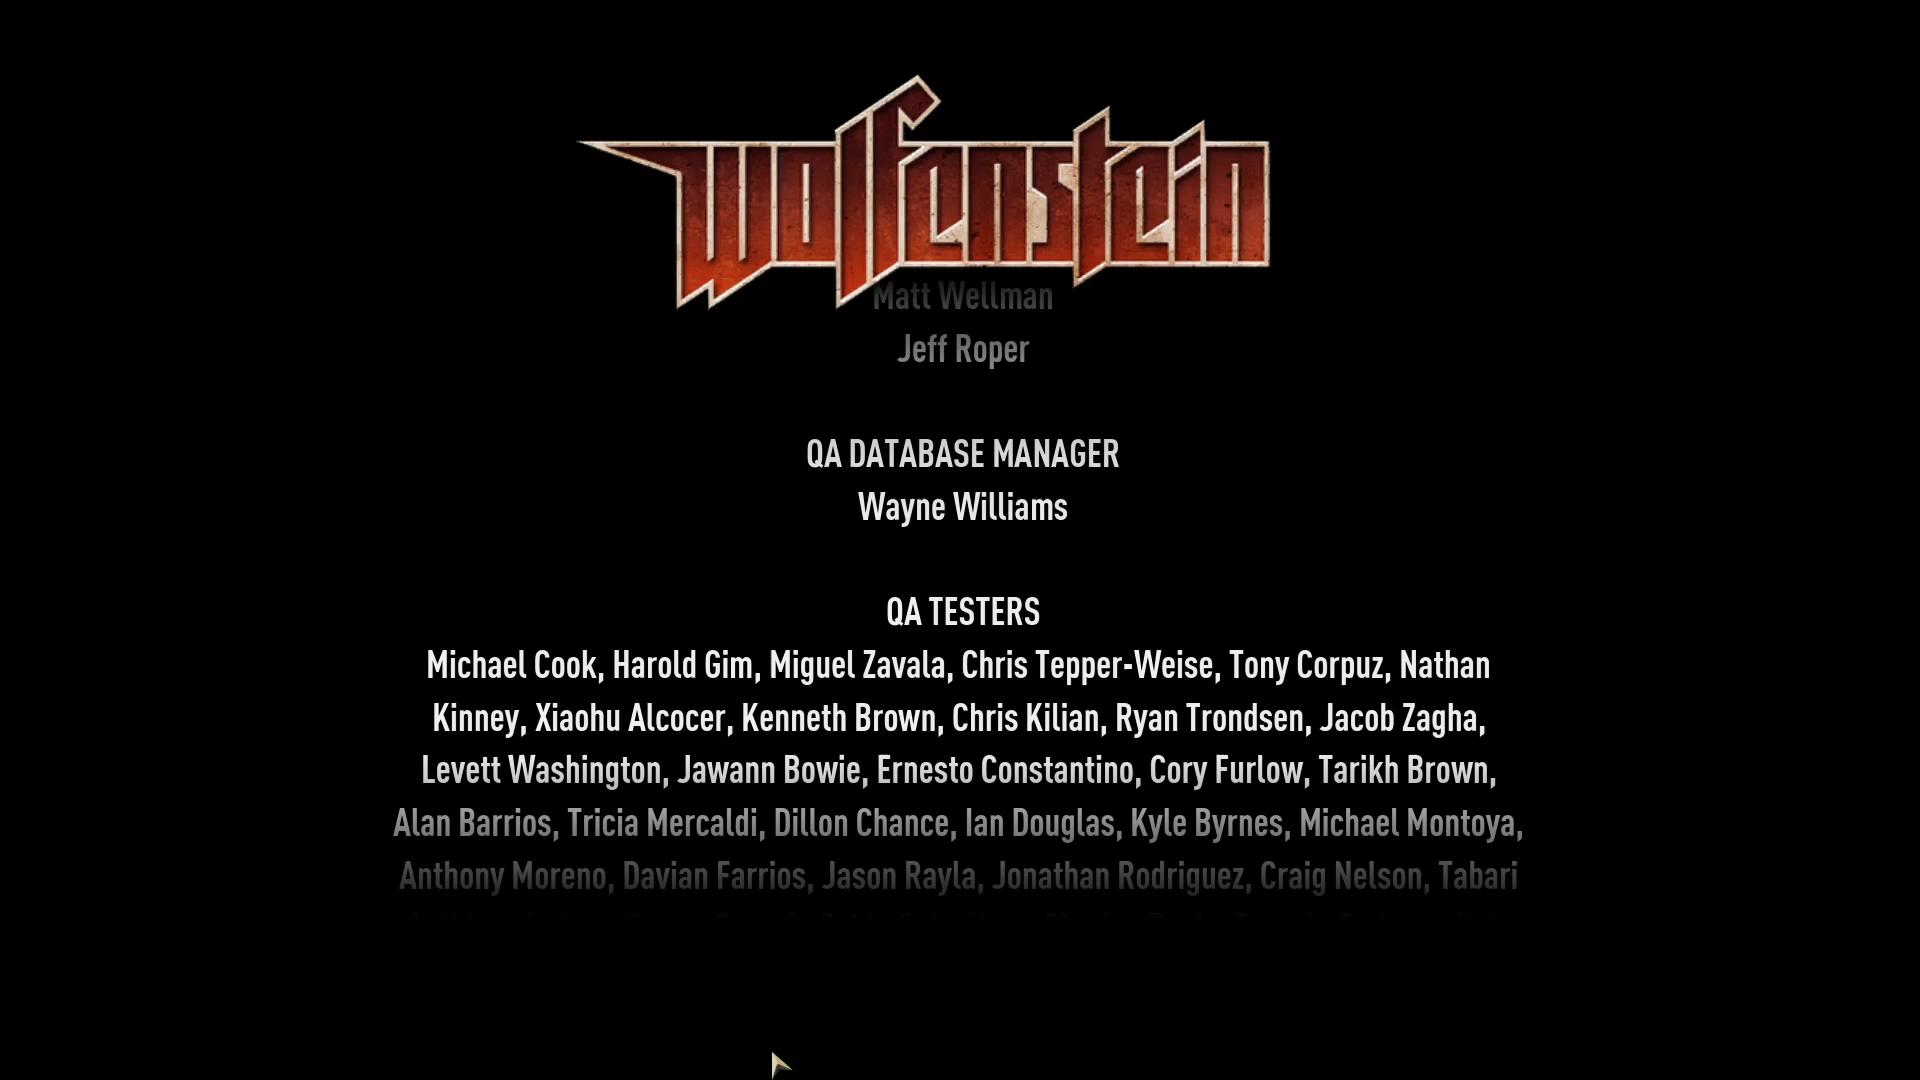 Wolfenstein
Matt Wellman
Jeff Roper
QA DATABASE MANAGER
Wayne Williams
QA TESTERS
Michael Cook, Harold Gim, Miguel Zavala, Chris Tepper-Weise, Tony Corpuz, Nathan
Kinney, Xiaohu Alcocer, Kenneth Brown, Chris Kilian, Ryan Trondsen, Jacob Zagha,
Levett Washington, Jawann Bowie, Ernesto Constantino, Cory Furlow, Tarikh Brown,
Alan Barrios, Tricia Mercaldi, Dillon Chance, Ian Douglas, Kyle Byrnes, Michael Montoya,
Anthony Moreno, Davian Farrios, Jason Rayla, Jonathan Rodriguez, Craig Nelson, Tabari